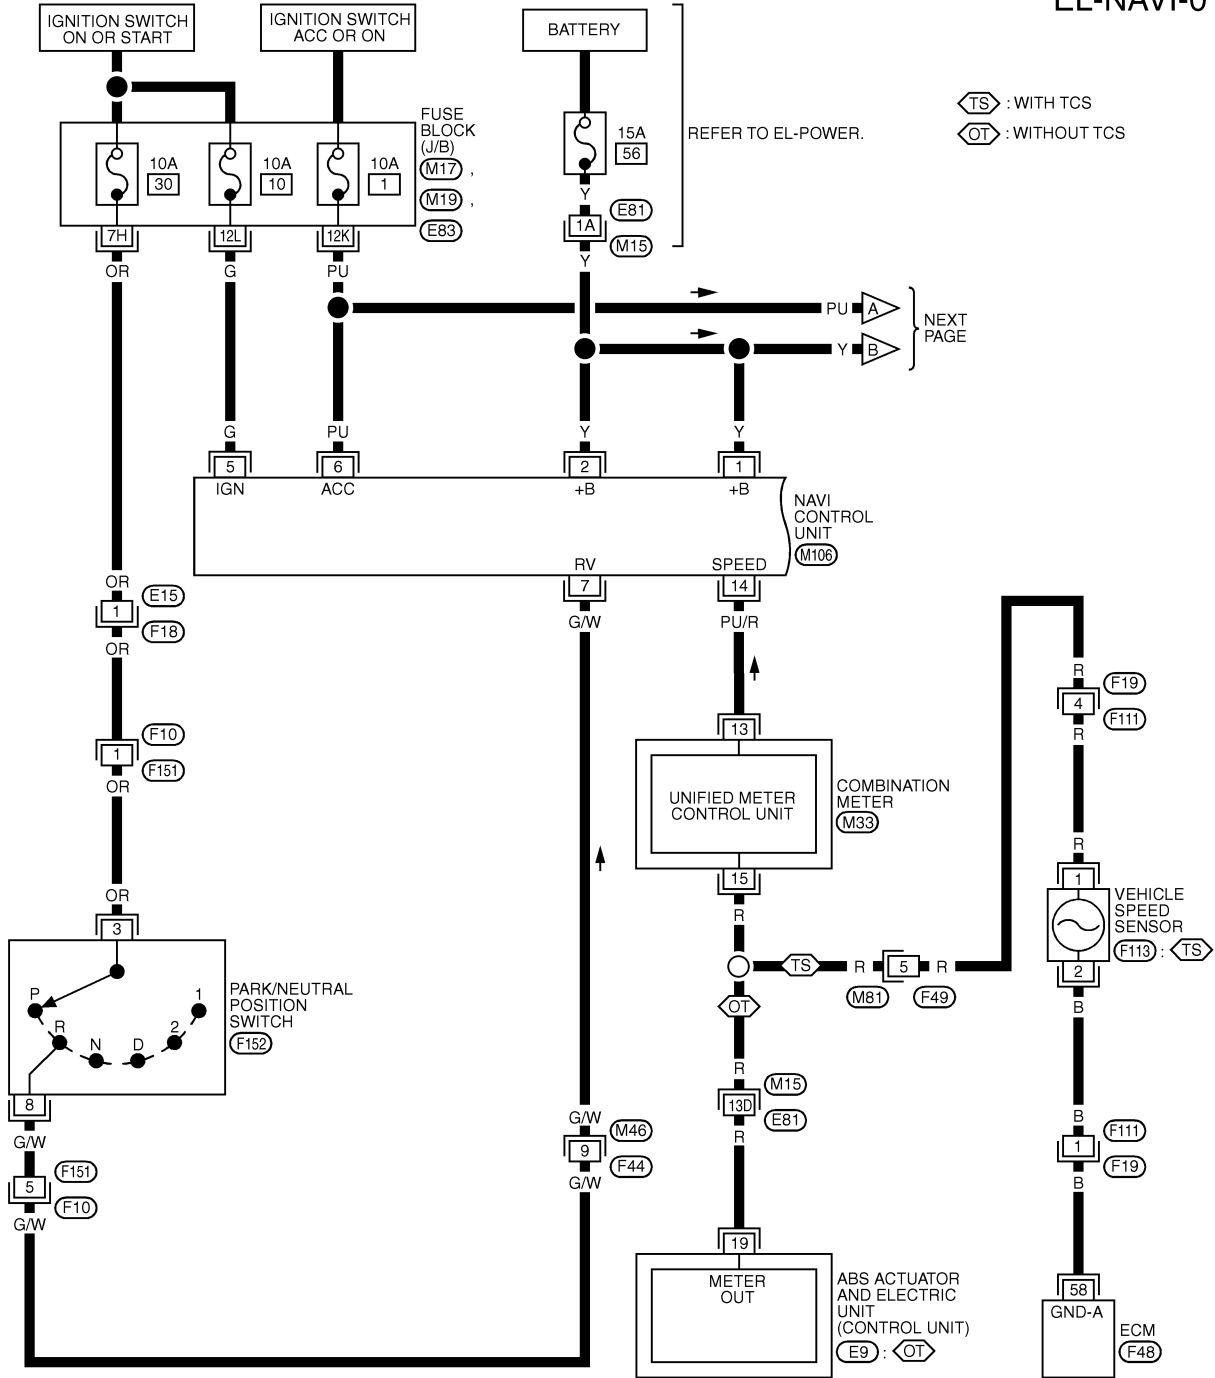 EL-NAVI-0
IGNITION SWITCH
ON OR START
IGNITION SWITCH
ACC OR ON
BATTERY
TS : WITH TCS
OT : WITHOUT TCS
REFER TO EL-POWER.
FUSE
BLOCK
(J/B)
M17 ,
M19 ,
E83
10A
30
10A
10
10A
1
15A
56
Y
1A
E81
M15
Y
7H
12L
12K
OR
G
PU
PU
A
Y
B
NEXT
PAGE
G
PU
Y
Y
5
6
2
1
IGN
ACC
+B
+B
NAVI
CONTROL
UNIT
M106
RV
SPEED
7
14
G/W
PU/R
OR
1
E15
F18
OR
1
F10
F151
OR
OR
3
P
R
N
D
2
1
PARK/NEUTRAL
POSITION
SWITCH
F152
8
G/W
5
F151
F10
G/W
G/W
9
M46
F44
G/W
13
UNIFIED METER
CONTROL UNIT
COMBINATION
METER
M33
15
R
TS
R
5
R
M81
F49
OT
R
13D
M15
E81
R
19
METER
OUT
ABS ACTUATOR
AND ELECTRIC
UNIT
(CONTROL UNIT)
E9 : OT
R
4
F19
F111
R
R
1
VEHICLE
SPEED
SENSOR
F113 : TS
2
B
B
1
F111
F19
B
58
GND-A
ECM
F48